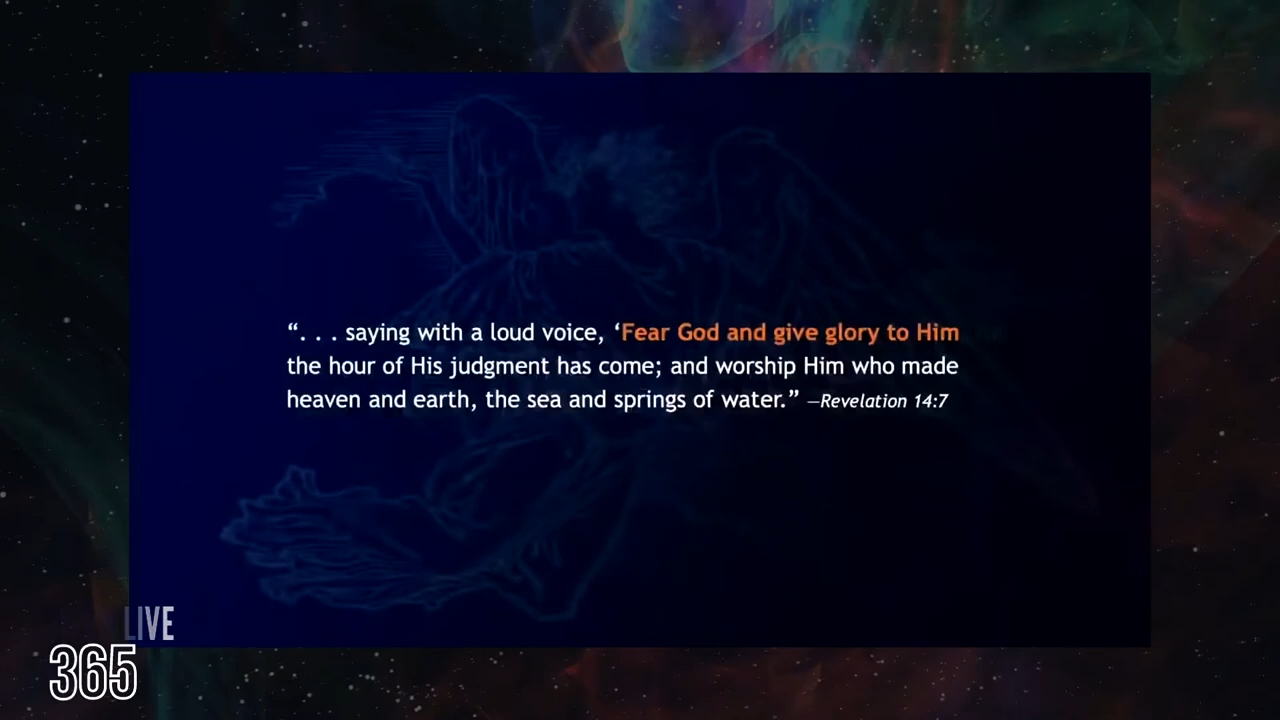 “. . . saying with a loud voice, ‘Fear God and give glory to Him
the hour of His judgment has come; and worship Him who made
heaven and earth, the sea and springs of water.” —Revelation 14:7
LIVE
365